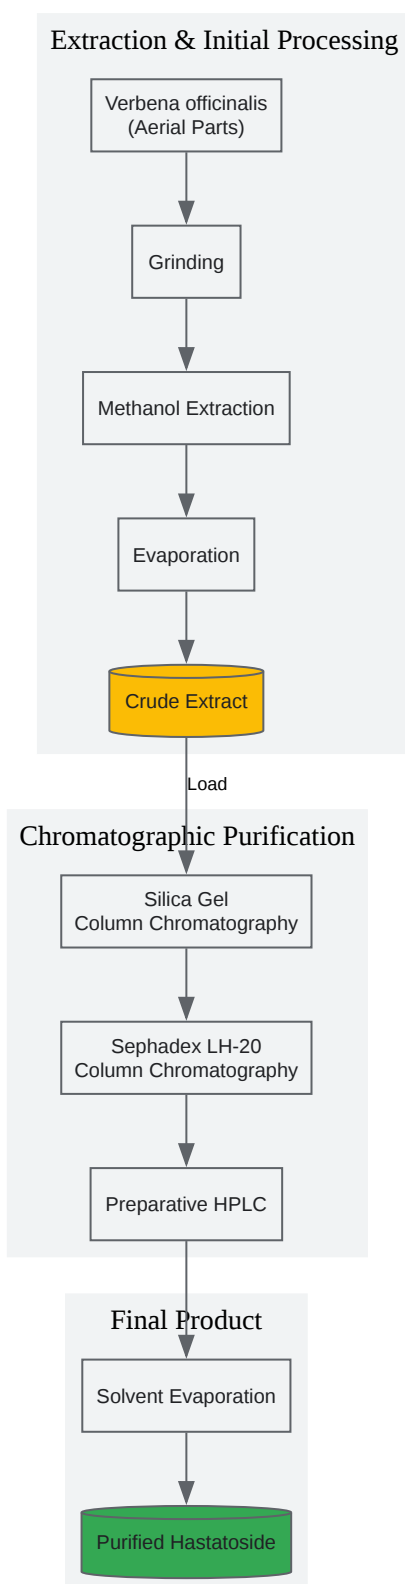 Extraction & Initial Processing
Verbena officinalis
(Aerial Parts)
Grinding
Methanol Extraction
Evaporation
Crude Extract
Load
Chromatographic Purification
Silica Gel
Column Chromatography
Sephadex LH-20
Column Chromatography
Preparative HPLC
Final Product
Solvent Evaporation
Purified Hastatoside